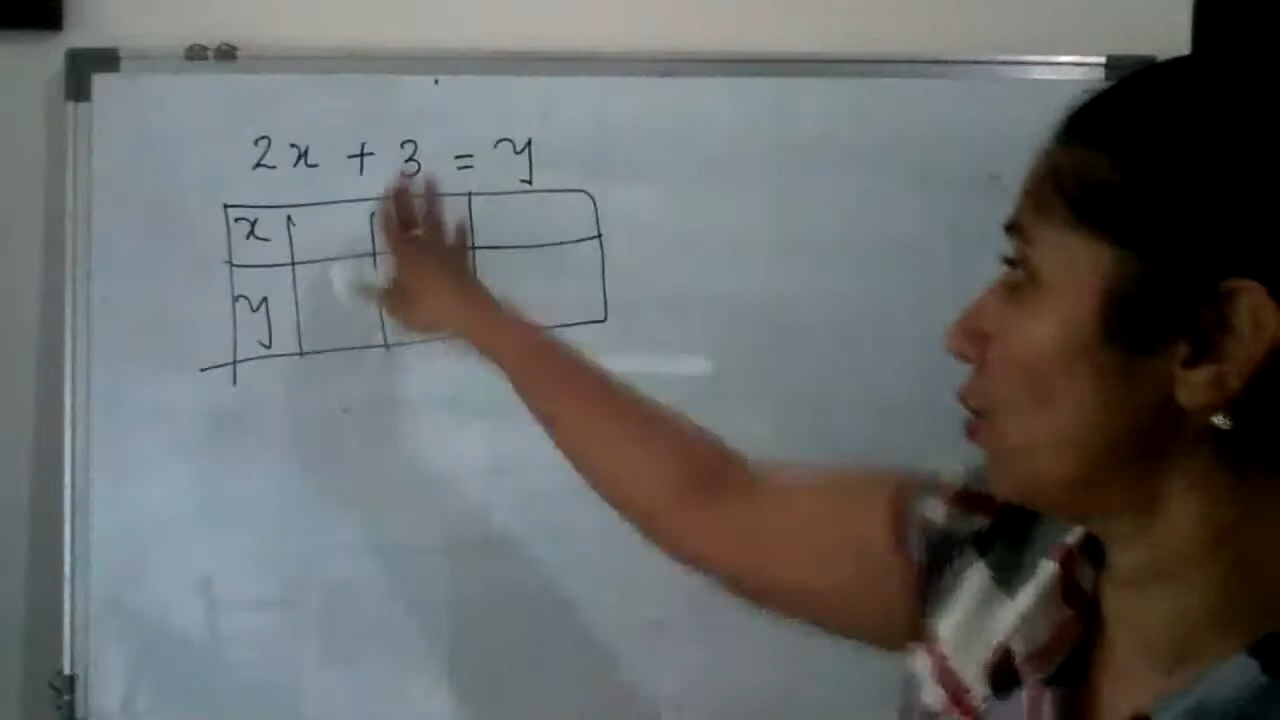 2x + 3 = y
x
y